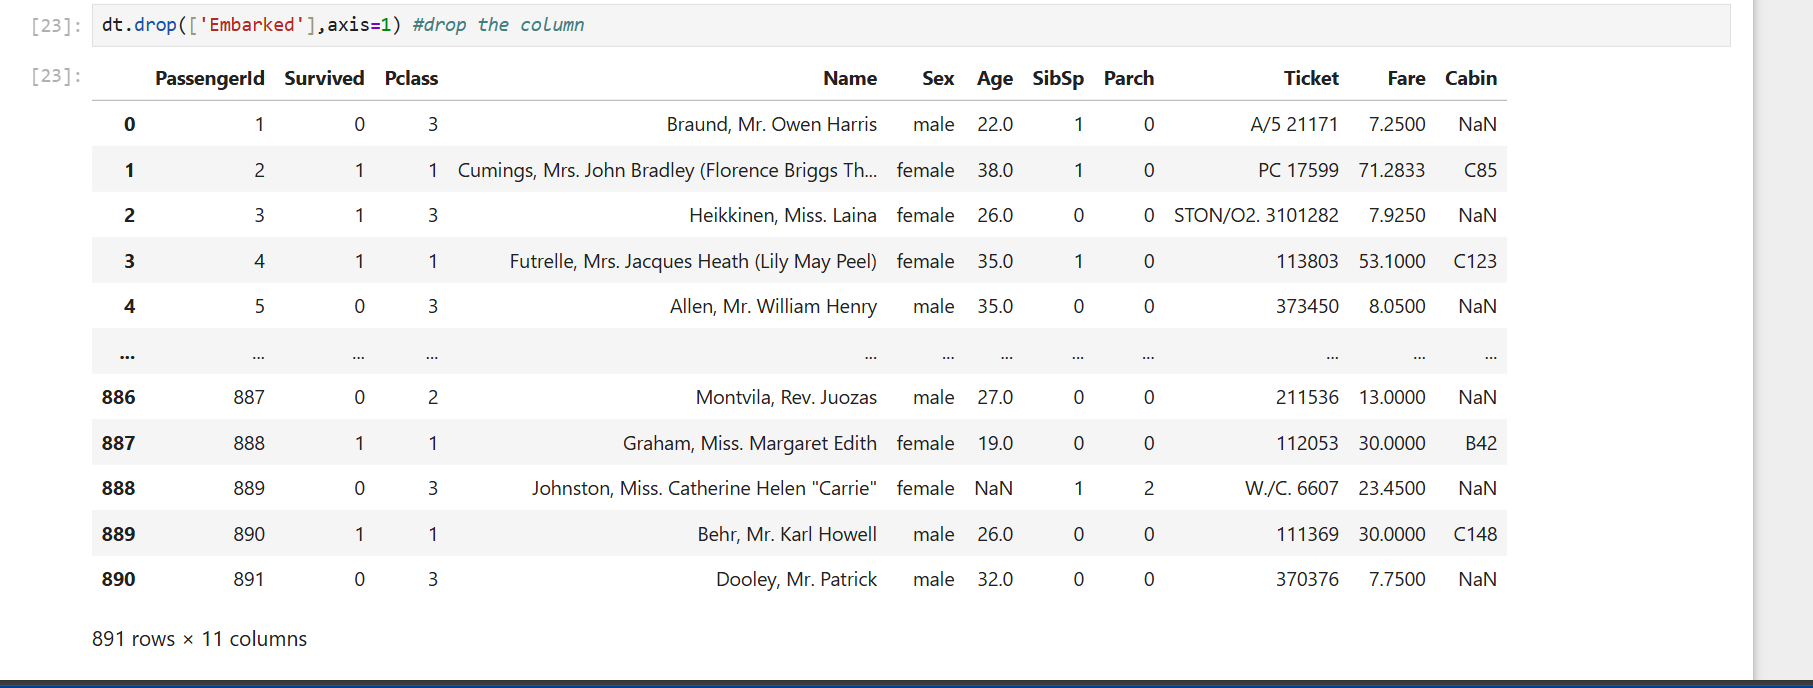 [23]: dt.drop(['Embarked'],axis=1) #drop the column
[23]: PassengerId Survived Pclass Name Sex Age SibSp Parch Ticket Fare Cabin
0 1 0 3 Braund, Mr. Owen Harris male 22.0 1 0 A/5 21171 7.2500 NaN
1 2 1 1 Cumings, Mrs. John Bradley (Florence Briggs Th... female 38.0 1 0 PC 17599 71.2833 C85
2 3 1 3 Heikkinen, Miss. Laina female 26.0 0 0 STON/O2. 3101282 7.9250 NaN
3 4 1 1 Futrelle, Mrs. Jacques Heath (Lily May Peel) female 35.0 1 0 113803 53.1000 C123
4 5 0 3 Allen, Mr. William Henry male 35.0 0 0 373450 8.0500 NaN
... ... ... ... ... ... ... ... ... ... ... ...
886 887 0 2 Montvila, Rev. Juozas male 27.0 0 0 211536 13.0000 NaN
887 888 1 1 Graham, Miss. Margaret Edith female 19.0 0 0 112053 30.0000 B42
888 889 0 3 Johnston, Miss. Catherine Helen "Carrie" female NaN 1 2 W./C. 6607 23.4500 NaN
889 890 1 1 Behr, Mr. Karl Howell male 26.0 0 0 111369 30.0000 C148
890 891 0 3 Dooley, Mr. Patrick male 32.0 0 0 370376 7.7500 NaN
891 rows × 11 columns